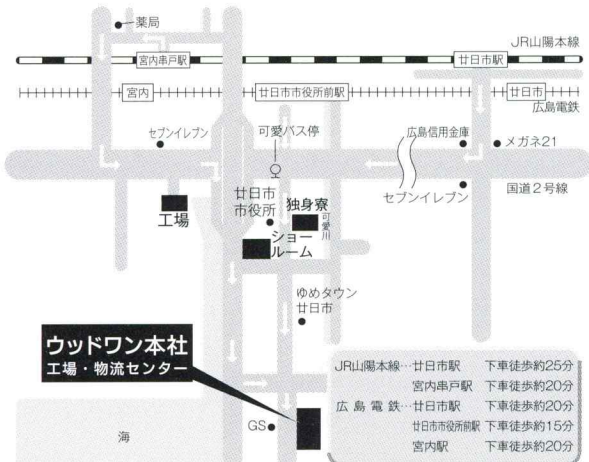 薬局
JR山陽本線
宮内串戸駅
廿日市駅
宮内
廿日市市役所前駅
廿日市
広島電鉄
セブンイレブン
可愛バス停
広島信用金庫
メガネ21
セブンイレブン
国道2号線
工場
廿日市
市役所
独身寮
可愛川
ショー
ルーム
ゆめタウン
廿日市
ウッドワン本社
工場・物流センター
海
GS
JR山陽本線…廿日市駅 下車徒歩約25分
宮内串戸駅 下車徒歩約20分
広島電鉄…廿日市駅 下車徒歩約20分
廿日市市役所前駅 下車徒歩約15分
宮内駅 下車徒歩約20分